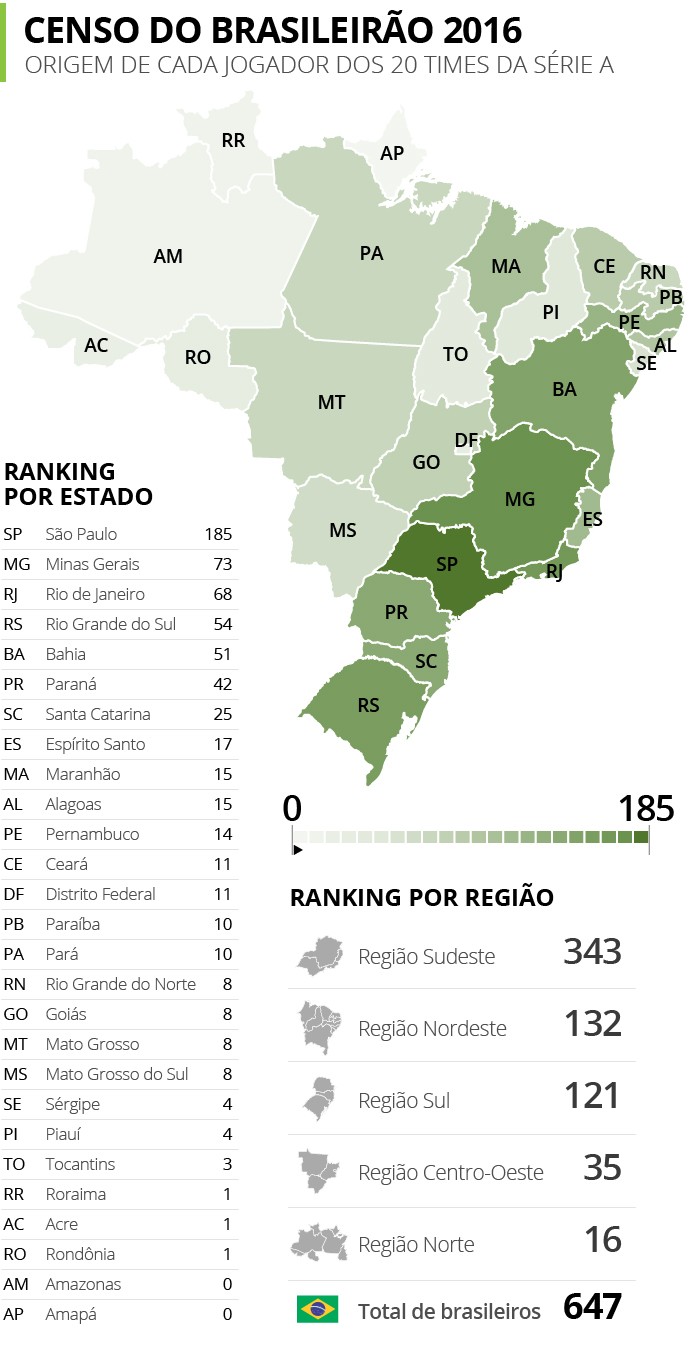 CENSO DO BRASILEIRÃO 2016
ORIGEM DE CADA JOGADOR DOS 20 TIMES DA SÉRIE A
RR
AP
AM
PA
MA
CE
RN
PB
PI
PE
AL
SE
AC
RO
TO
BA
MT
DF
GO
MG
ES
MS
SP
RJ
PR
SC
RS
RANKING
POR ESTADO
SP São Paulo 185
MG Minas Gerais 73
RJ Rio de Janeiro 68
RS Rio Grande do Sul 54
BA Bahia 51
PR Paraná 42
SC Santa Catarina 25
ES Espírito Santo 17
MA Maranhão 15
AL Alagoas 15
PE Pernambuco 14
CE Ceará 11
DF Distrito Federal 11
PB Paraíba 10
PA Pará 10
RN Rio Grande do Norte 8
GO Goiás 8
MT Mato Grosso 8
MS Mato Grosso do Sul 8
SE Sérgipe 4
PI Piauí 4
TO Tocantins 3
RR Roraima 1
AC Acre 1
RO Rondônia 1
AM Amazonas 0
AP Amapá 0
0 185
RANKING POR REGIÃO
Região Sudeste 343
Região Nordeste 132
Região Sul 121
Região Centro-Oeste 35
Região Norte 16
Total de brasileiros 647